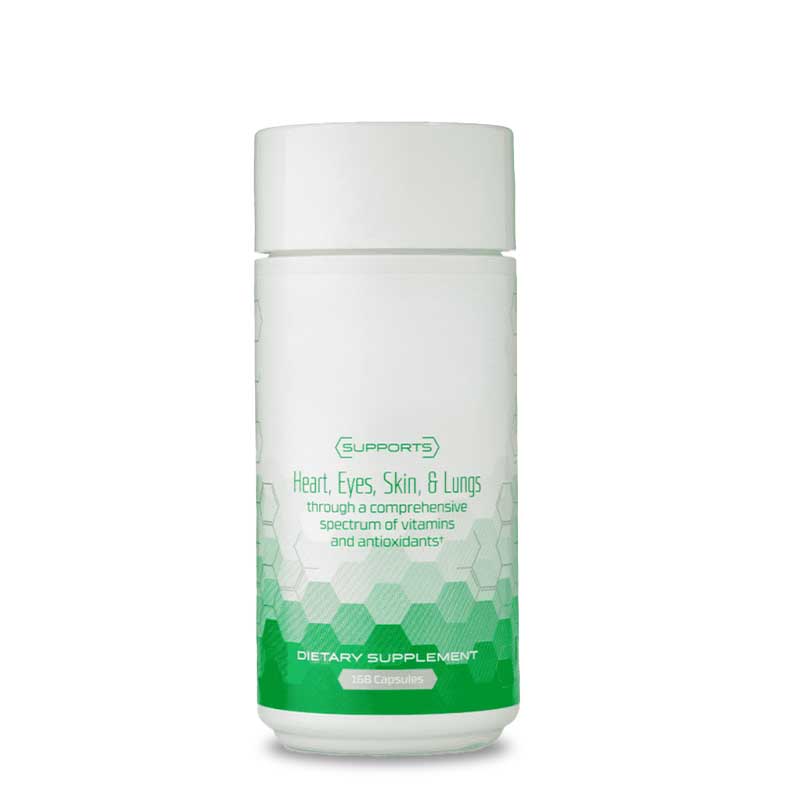 SUPPORTS
Heart, Eyes, Skin, & Lungs
through a comprehensive
spectrum of vitamins
and antioxidants†
DIETARY SUPPLEMENT
168 Capsules